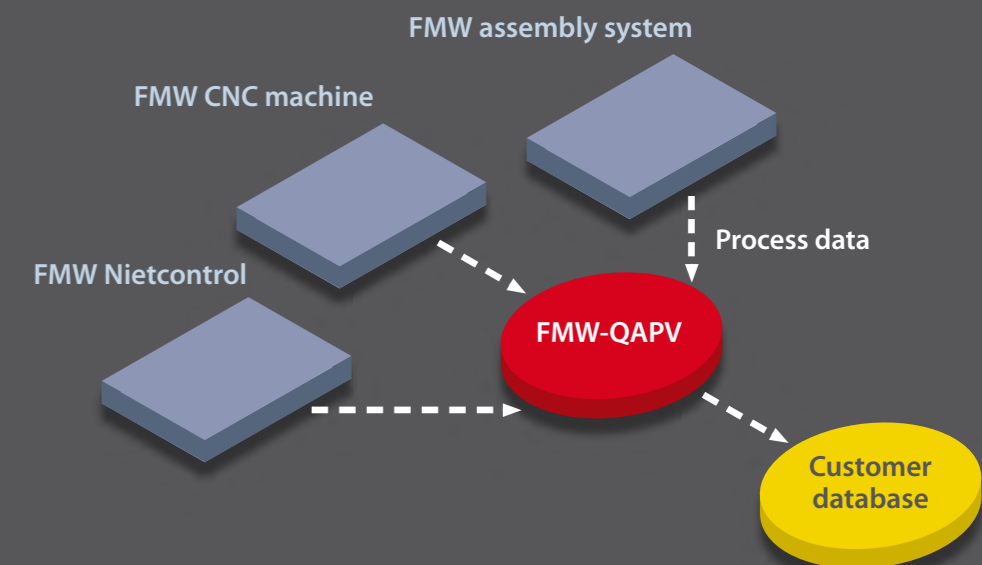 FMW assembly system
FMW CNC machine
Process data
FMW Nietcontrol
FMW-QAPV
Customer
database